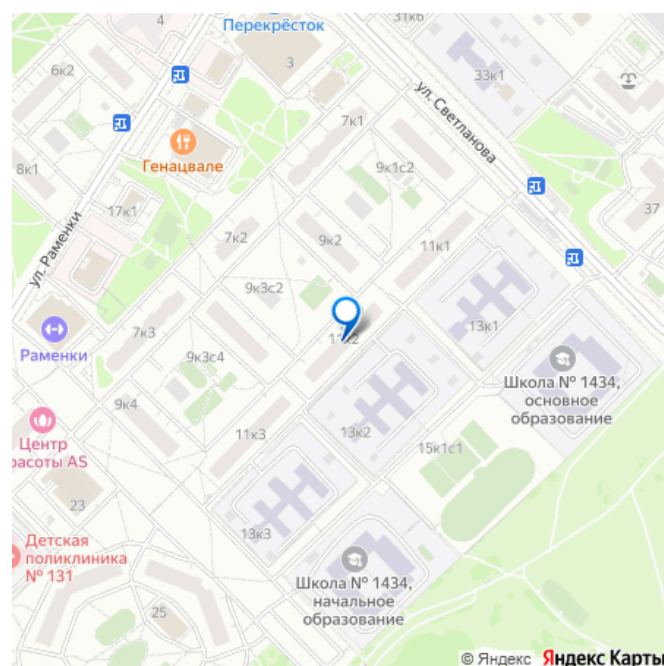 31к6
4
Перекрёсток
6к2
3
33к1
ул. Светланова
7к1
Генацвале
8к1
9к1с2
17к1
37
ул. Раменки
7к2
9к2
11к1
9к3с2
13к1
Раменки
7к3
9к3с4
Школа № 1434,
основное
образование
9к4
Центр
расоты AS
11к3
13к2
15к1с1
23
Детская
поликлиника
№ 131
13к3
Школа № 1434,
начальное
образование
25
© Яндекс Яндекс Карты